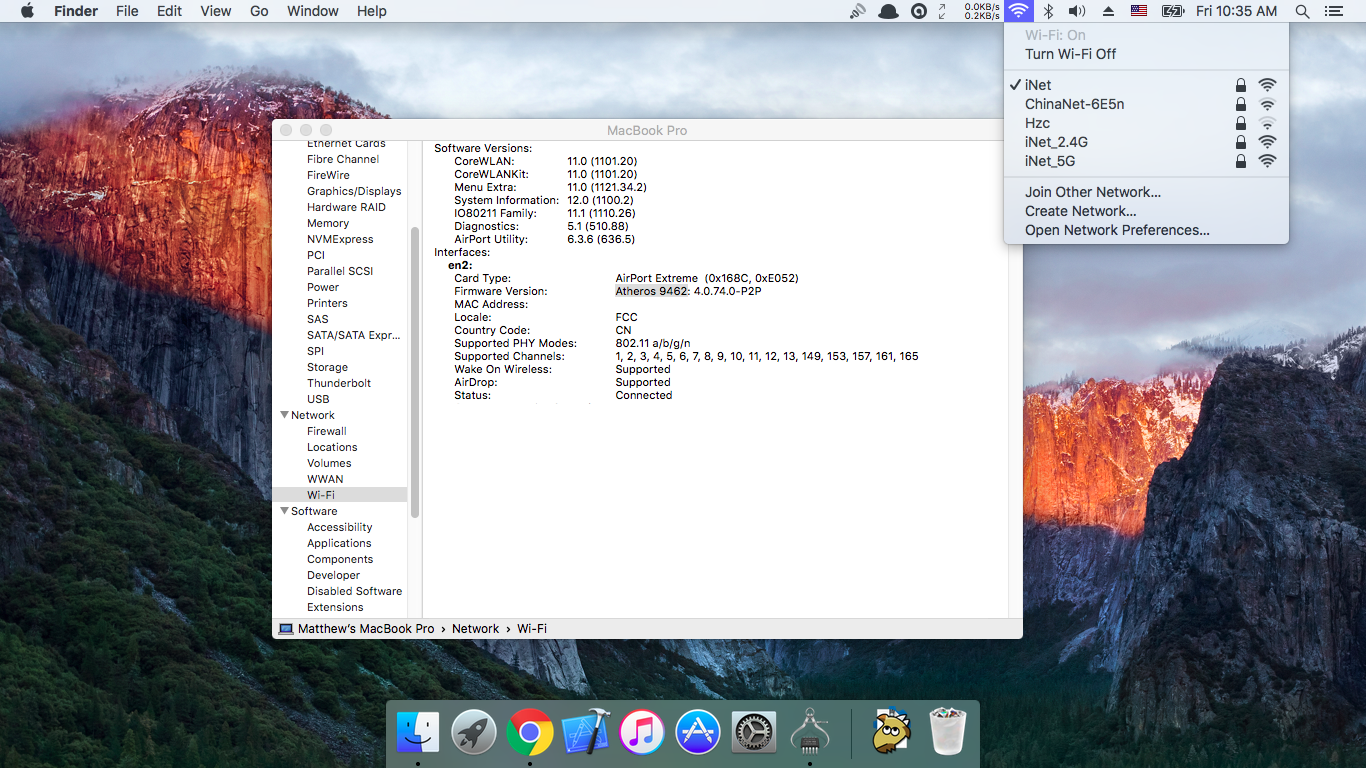 Finder File Edit View Go Window Help 0.0KB/s 0.2KB/s Fri 10:35 AM
Wi-Fi: On
Turn Wi-Fi Off
iNet
ChinaNet-6E5n
Hzc
iNet_2.4G
iNet_5G
Join Other Network...
Create Network...
Open Network Preferences...
MacBook Pro
Ethernet Cards
Fibre Channel
FireWire
Graphics/Displays
Hardware RAID
Memory
NVMExpress
PCI
Parallel SCSI
Power
Printers
SAS
SATA/SATA Expr...
SPI
Storage
Thunderbolt
USB
Network
Firewall
Locations
Volumes
WWAN
Wi-Fi
Software
Accessibility
Applications
Components
Developer
Disabled Software
Extensions
Software Versions:
CoreWLAN: 11.0 (1101.20)
CoreWLANKit: 11.0 (1101.20)
Menu Extra: 11.0 (1121.34.2)
System Information: 12.0 (1100.2)
IO80211 Family: 11.1 (1110.26)
Diagnostics: 5.1 (510.88)
AirPort Utility: 6.3.6 (636.5)
Interfaces:
en2:
Card Type: AirPort Extreme (0x168C, 0xE052)
Firmware Version: Atheros 9462: 4.0.74.0-P2P
MAC Address:
Locale: FCC
Country Code: CN
Supported PHY Modes: 802.11 a/b/g/n
Supported Channels: 1, 2, 3, 4, 5, 6, 7, 8, 9, 10, 11, 12, 13, 149, 153, 157, 161, 165
Wake On Wireless: Supported
AirDrop: Supported
Status: Connected
Matthew's MacBook Pro › Network › Wi-Fi